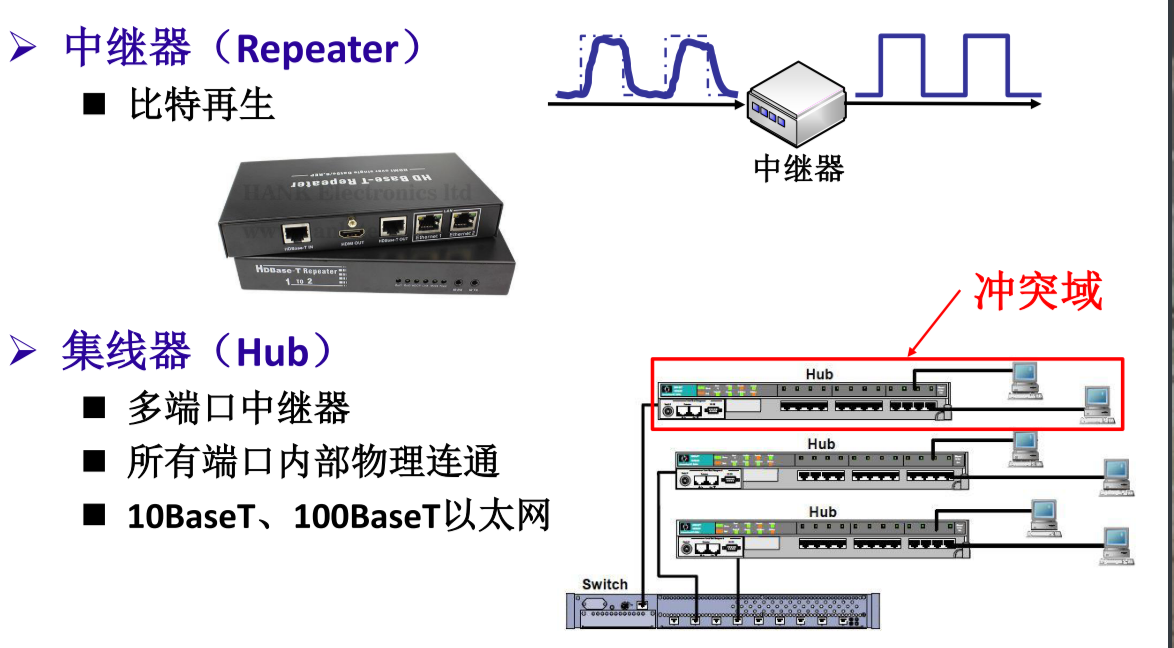 ➢ 中继器（Repeater）
■ 比特再生
中继器
HDBase-T Repeater
HANK Electronics ltd
HDBase-T IN
HDMI OUT
HDBase-T OUT
LAN
Ethernet 1
Ethernet 2
HDBase-T Repeater
1 TO 2
➢ 集线器（Hub）
■ 多端口中继器
■ 所有端口内部物理连通
■ 10BaseT、100BaseT以太网
冲突域
Hub
Hub
Hub
Switch